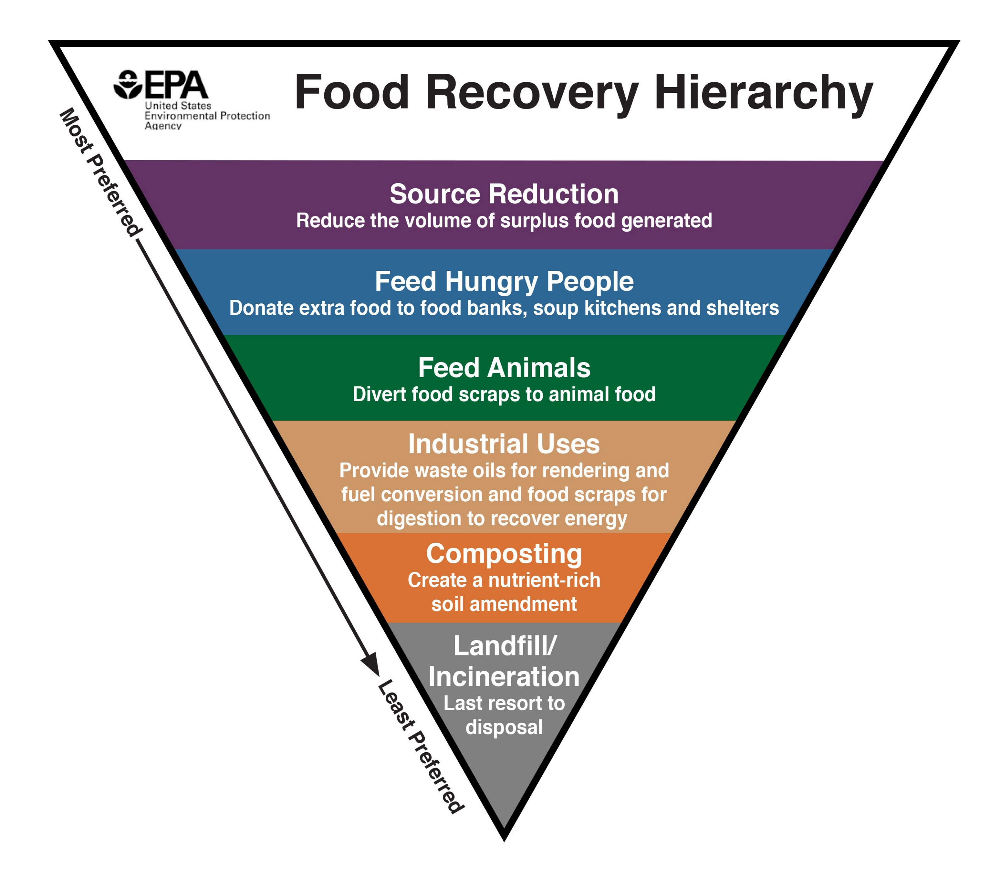 EPA
United States
Environmental Protection
Agency
Food Recovery Hierarchy
Most Preferred
Source Reduction
Reduce the volume of surplus food generated
Feed Hungry People
Donate extra food to food banks, soup kitchens and shelters
Feed Animals
Divert food scraps to animal food
Industrial Uses
Provide waste oils for rendering and
fuel conversion and food scraps for
digestion to recover energy
Composting
Create a nutrient-rich
soil amendment
Landfill/
Incineration
Last resort to
disposal
Least Preferred